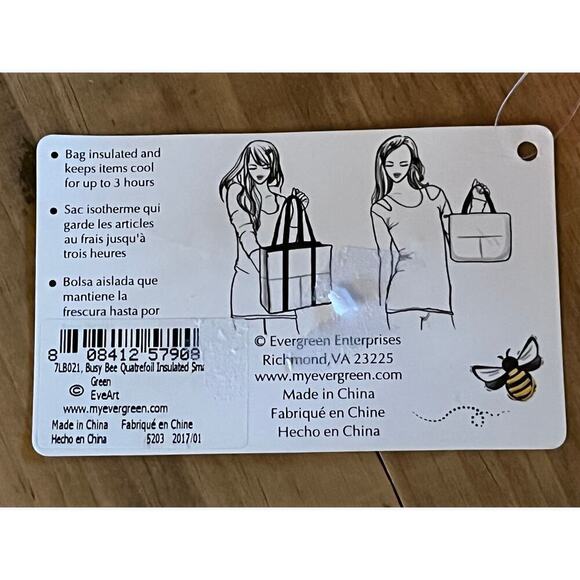 • Bag insulated and
keeps items cool
for up to 3 hours
• Sac isotherme qui
garde les articles
au frais jusqu'à
trois heures
• Bolsa aislada que
mantiene la
frescura hasta por
8 08412 57908
7LB021, Busy Bee Quatrefoil Insulated Sma
Green
© EveArt
www.myevergreen.com
Made in China Fabriqué en Chine
Hecho en China 5203 2017/01
© Evergreen Enterprises
Richmond,VA 23225
www.myevergreen.com
Made in China
Fabriqué en Chine
Hecho en China